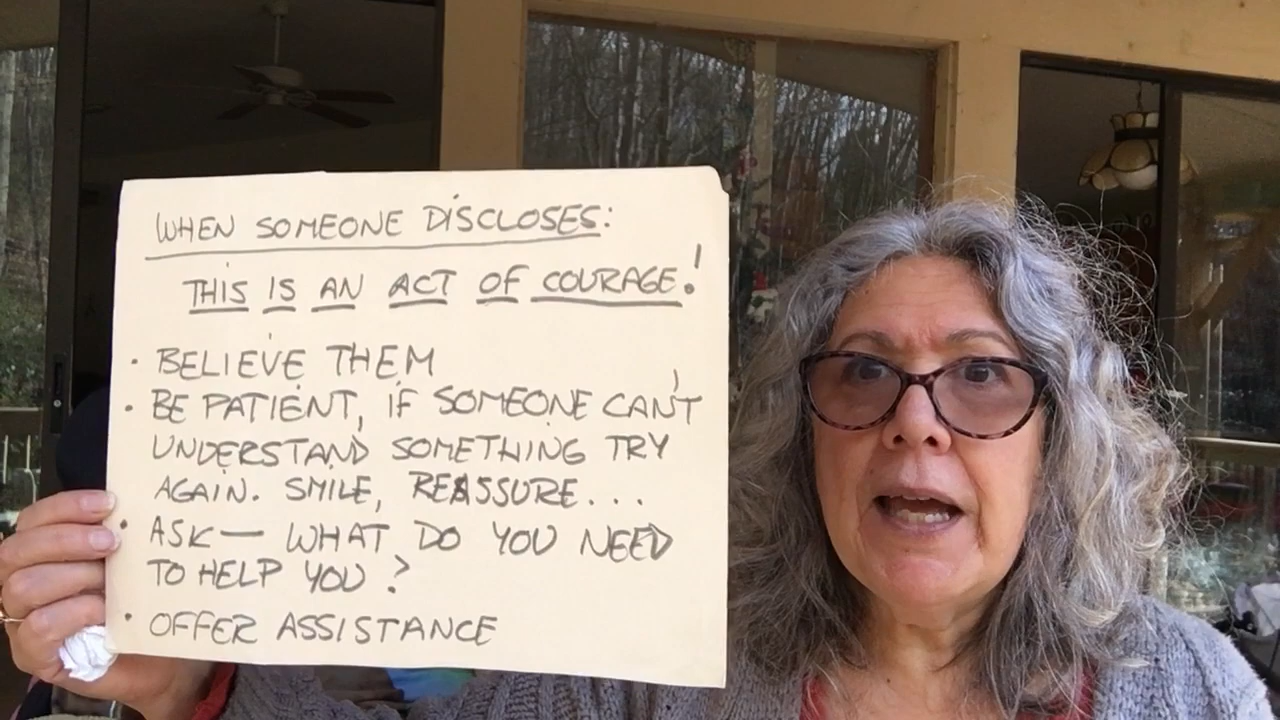 WHEN SOMEONE DISCLOSES:
THIS IS AN ACT OF COURAGE!
• BELIEVE THEM
• BE PATIENT, IF SOMEONE CAN'T
UNDERSTAND SOMETHING TRY
AGAIN. SMILE, REASSURE...
• ASK — WHAT DO YOU NEED
TO HELP YOU?
• OFFER ASSISTANCE